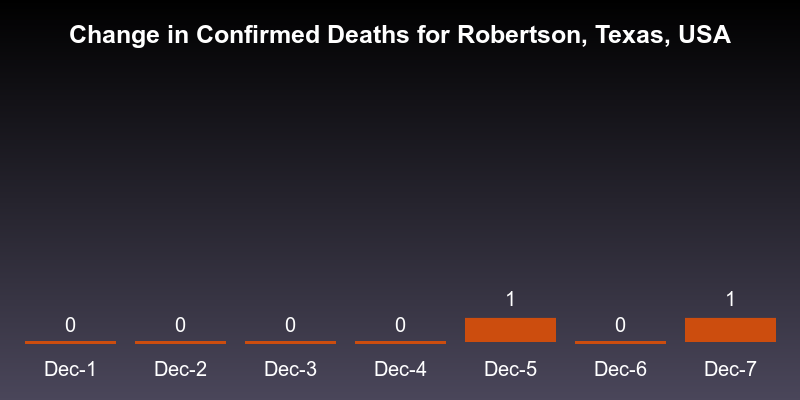 Change in Confirmed Deaths for Robertson, Texas, USA
0 0 0 0 1 0 1
Dec-1 Dec-2 Dec-3 Dec-4 Dec-5 Dec-6 Dec-7